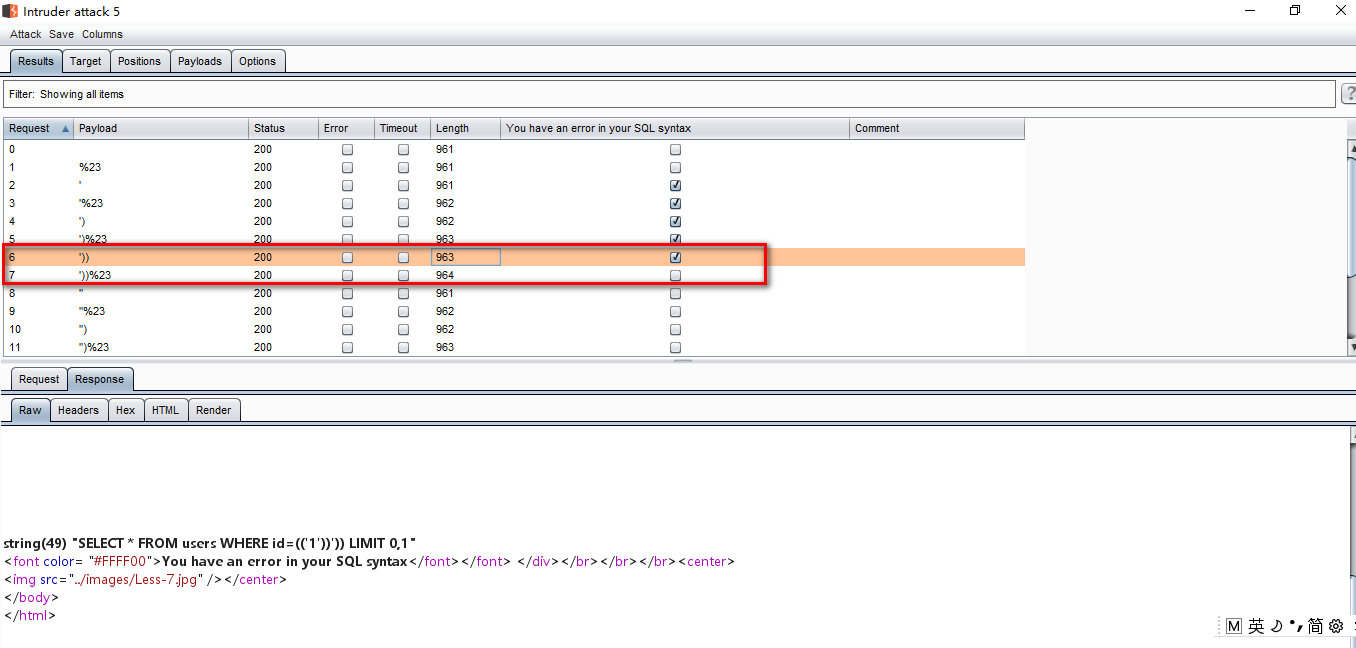 Intruder attack 5
Attack Save Columns
Results Target Positions Payloads Options
Filter: Showing all items ?
Request Payload Status Error Timeout Length You have an error in your SQL syntax Comment
0 200 961
1 %23 200 961
2 ' 200 961
3 '%23 200 962
4 ') 200 962
5 ')%23 200 963
6 ')) 200 963
7 '))%23 200 964
8 " 200 961
9 "%23 200 962
10 ") 200 962
11 ")%23 200 963
Request Response
Raw Headers Hex HTML Render
string(49) "SELECT * FROM users WHERE id=(('1'))')) LIMIT 0,1"
<font color= "#FFFF00">You have an error in your SQL syntax</font></font> </div></br></br></br><center>
<img src="../images/Less-7.jpg" /></center>
</body>
</html>
M 英 简